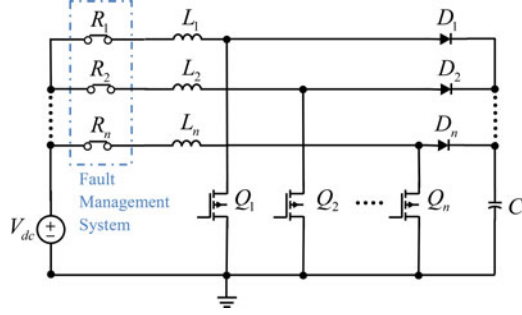 R1 L1 D1
R2 L2 D2
Rn Ln Dn
Fault
Management
System
Q1 Q2 Qn
Vdc
C